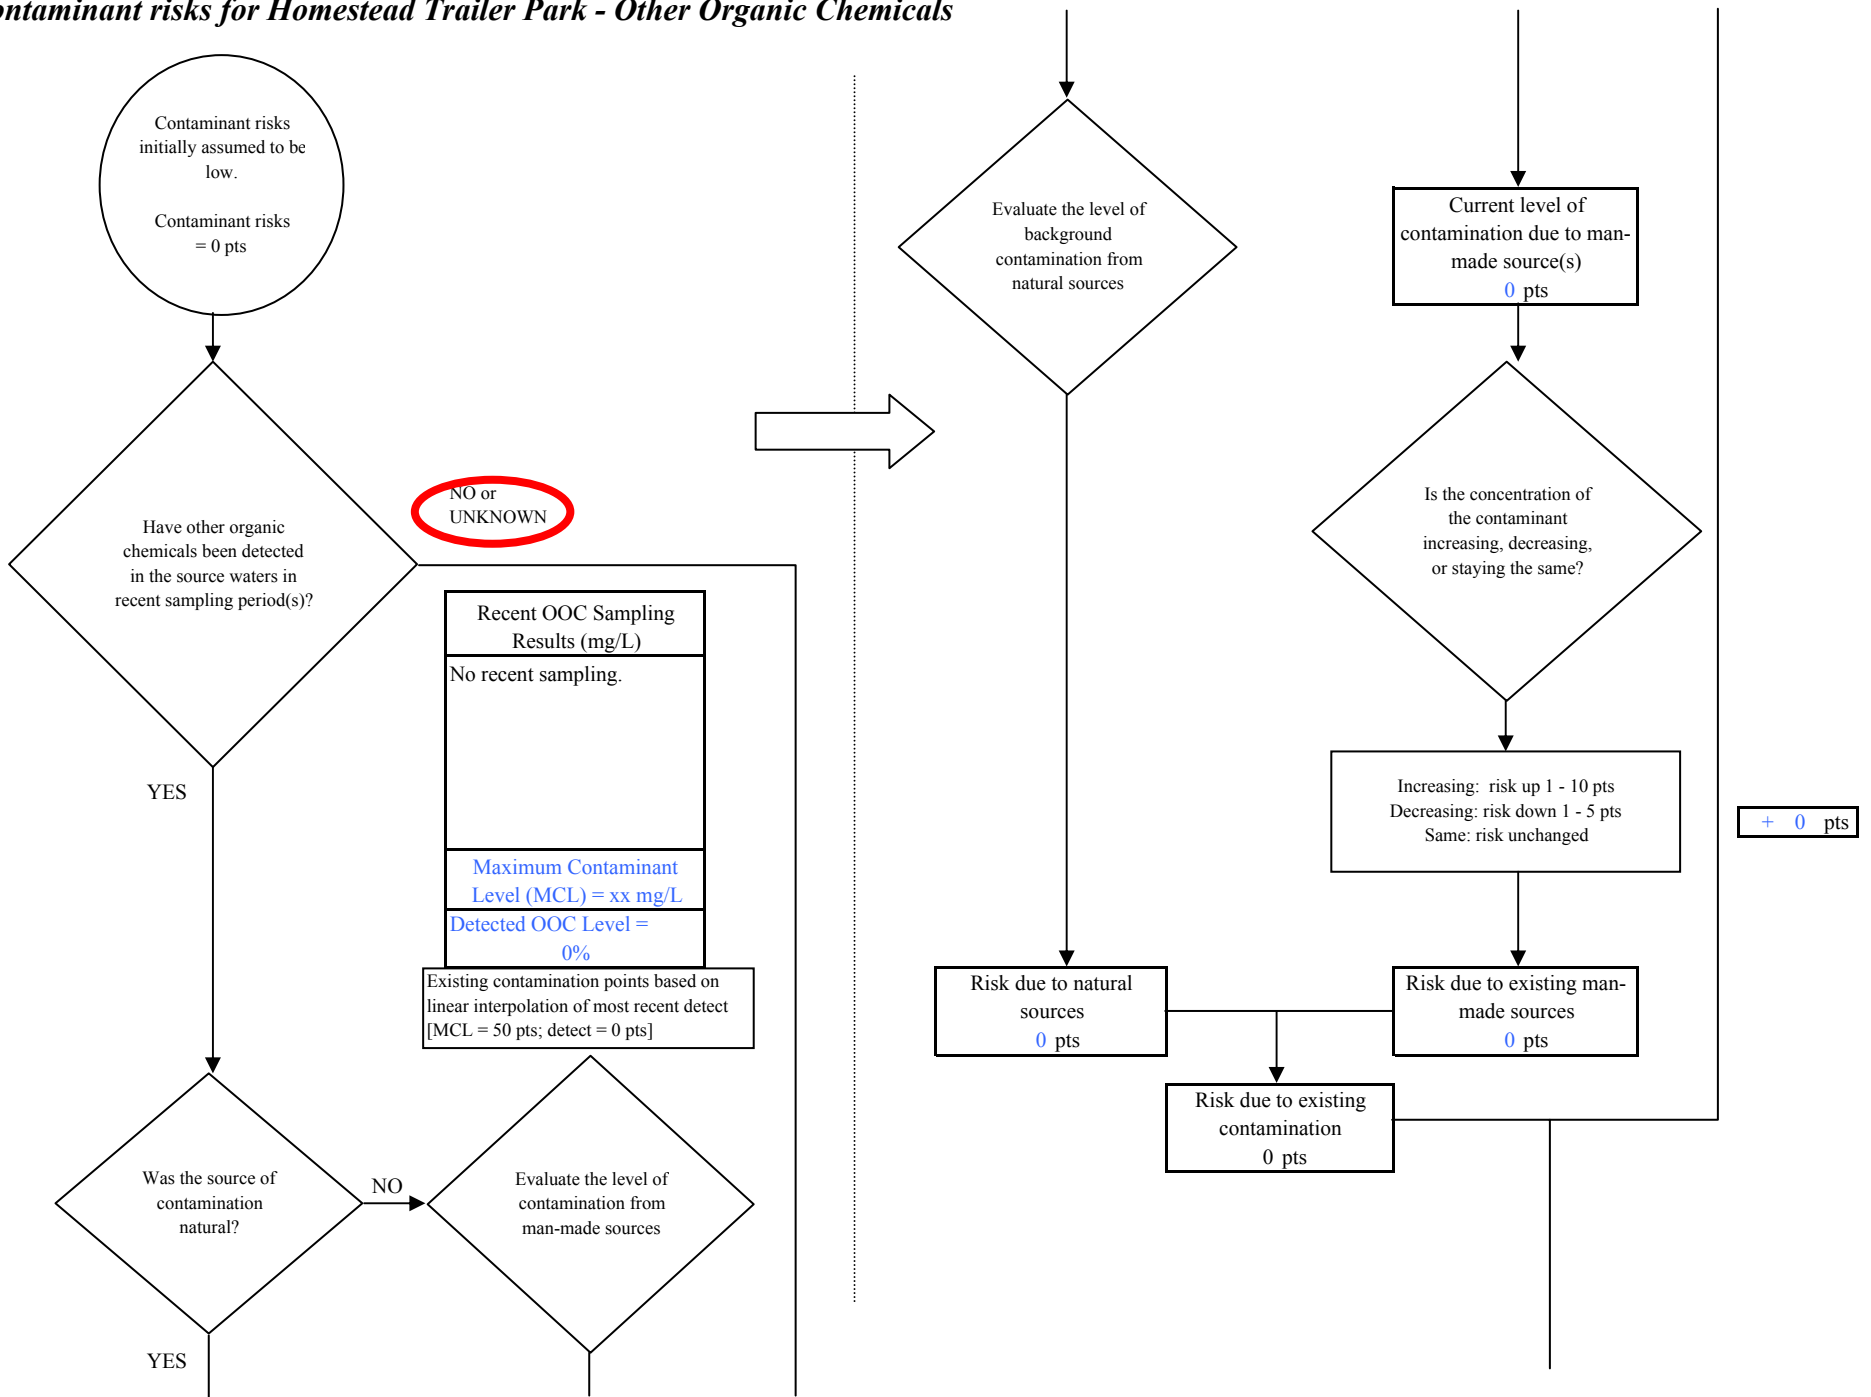 ontaminant risks for Homestead Trailer Park - Other Organic Chemicals
Contaminant risks
initially assumed to be
low.
Contaminant risks
= 0 pts
Have other organic
chemicals been detected
in the source waters in
recent sampling period(s)?
NO or
UNKNOWN
YES
Recent OOC Sampling
Results (mg/L)
No recent sampling.
Maximum Contaminant
Level (MCL) = xx mg/L
Detected OOC Level =
0%
Existing contamination points based on
linear interpolation of most recent detect
[MCL = 50 pts; detect = 0 pts]
Was the source of
contamination
natural?
NO
YES
Evaluate the level of
contamination from
man-made sources
Evaluate the level of
background
contamination from
natural sources
Current level of
contamination due to man-
made source(s)
0 pts
Is the concentration of
the contaminant
increasing, decreasing,
or staying the same?
Increasing: risk up 1 - 10 pts
Decreasing: risk down 1 - 5 pts
Same: risk unchanged
+ 0 pts
Risk due to natural
sources
0 pts
Risk due to existing man-
made sources
0 pts
Risk due to existing
contamination
0 pts